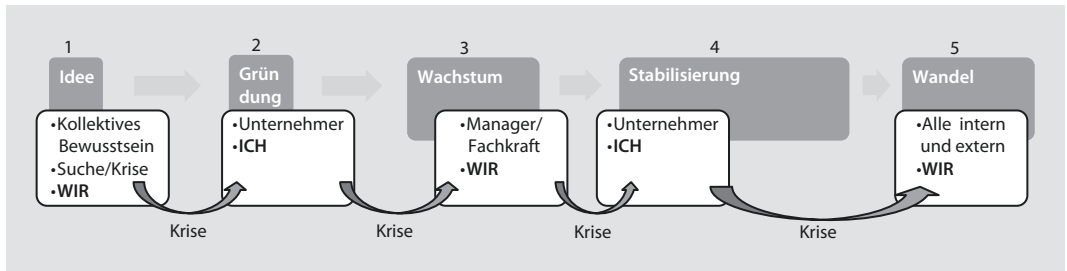 1
Idee
•Kollektives
Bewusstsein
•Suche/Krise
•WIR
2
Grün
dung
•Unternehmer
•ICH
3
Wachstum
•Manager/
Fachkraft
•WIR
4
Stabilisierung
•Unternehmer
•ICH
5
Wandel
•Alle intern
und extern
•WIR
Krise
Krise
Krise
Krise